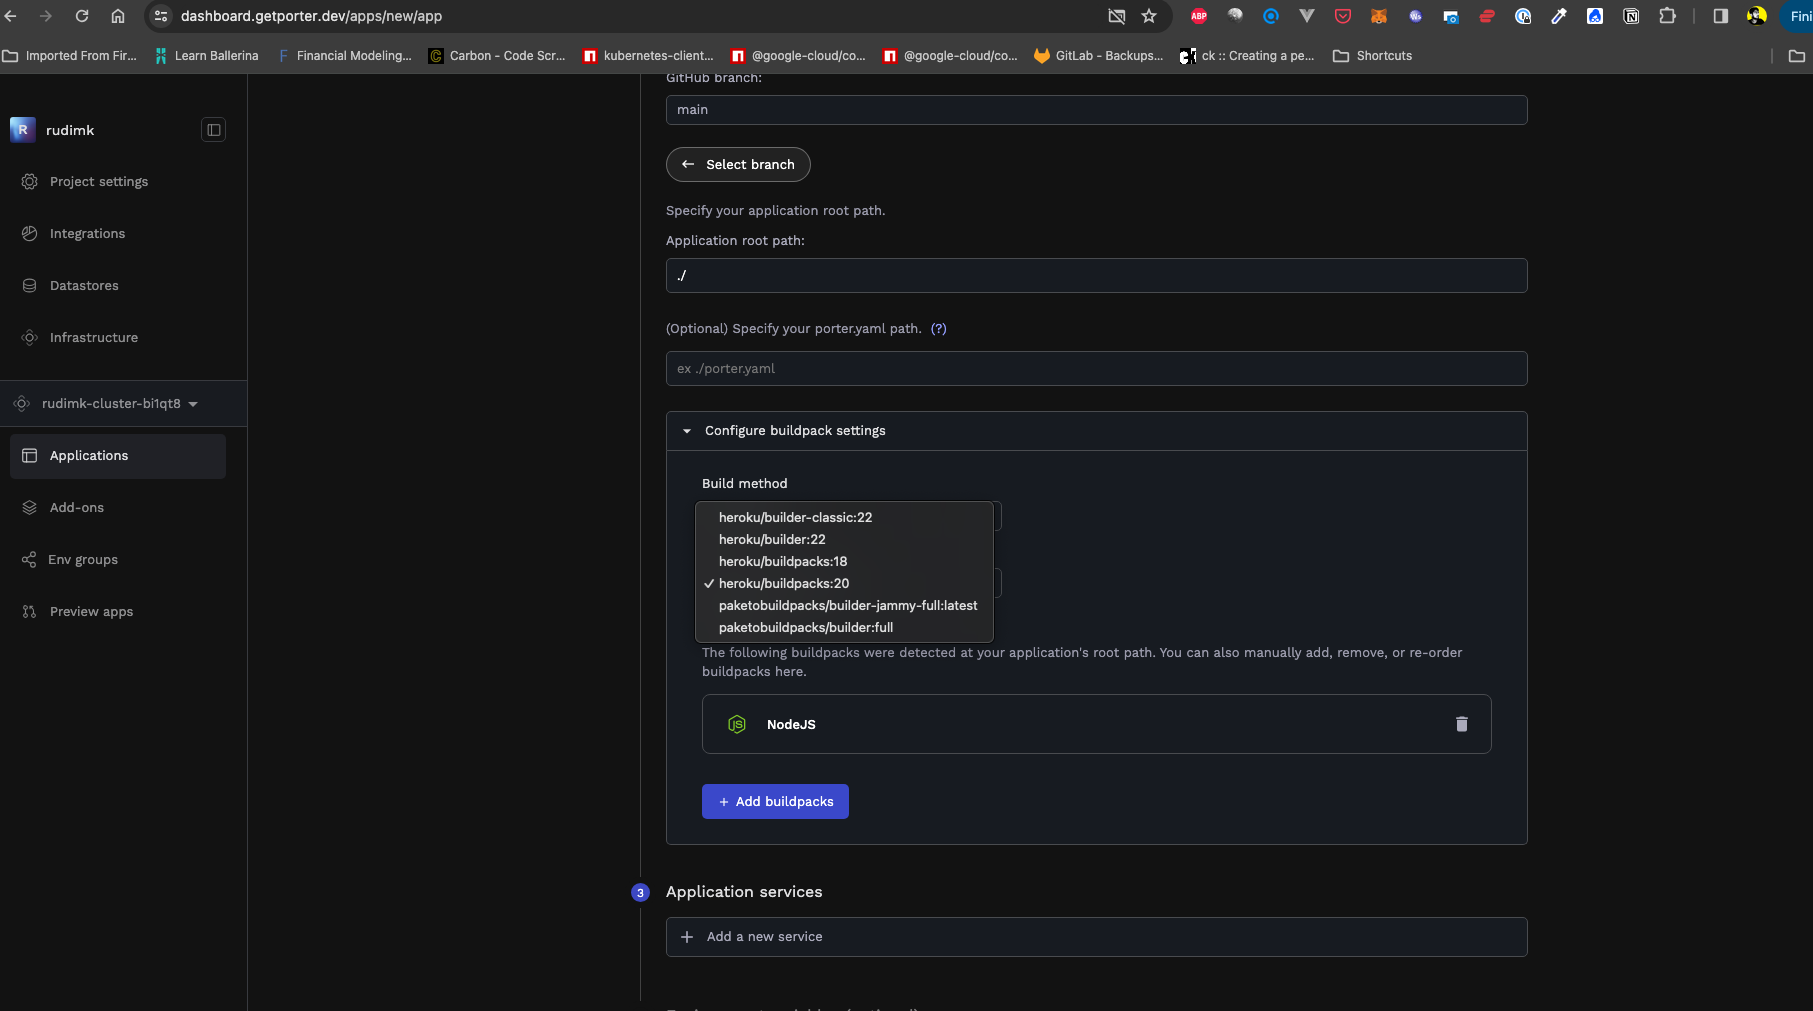 dashboard.getporter.dev/apps/new/app
ABP
Fini
Imported From Fir...
Learn Ballerina
Financial Modeling...
Carbon - Code Scr...
kubernetes-client...
@google-cloud/co...
@google-cloud/co...
GitLab - Backups...
ck :: Creating a pe...
Shortcuts
R
rudimk
Project settings
Integrations
Datastores
Infrastructure
rudimk-cluster-bi1qt8
Applications
Add-ons
Env groups
Preview apps
GitHub branch:
main
Select branch
Specify your application root path.
Application root path:
./
(Optional) Specify your porter.yaml path. (?)
ex ./porter.yaml
Configure buildpack settings
Build method
heroku/builder-classic:22
heroku/builder:22
heroku/buildpacks:18
✓ heroku/buildpacks:20
paketobuildpacks/builder-jammy-full:latest
paketobuildpacks/builder:full
The following buildpacks were detected at your application's root path. You can also manually add, remove, or re-order
buildpacks here.
NodeJS
+ Add buildpacks
3
Application services
+ Add a new service